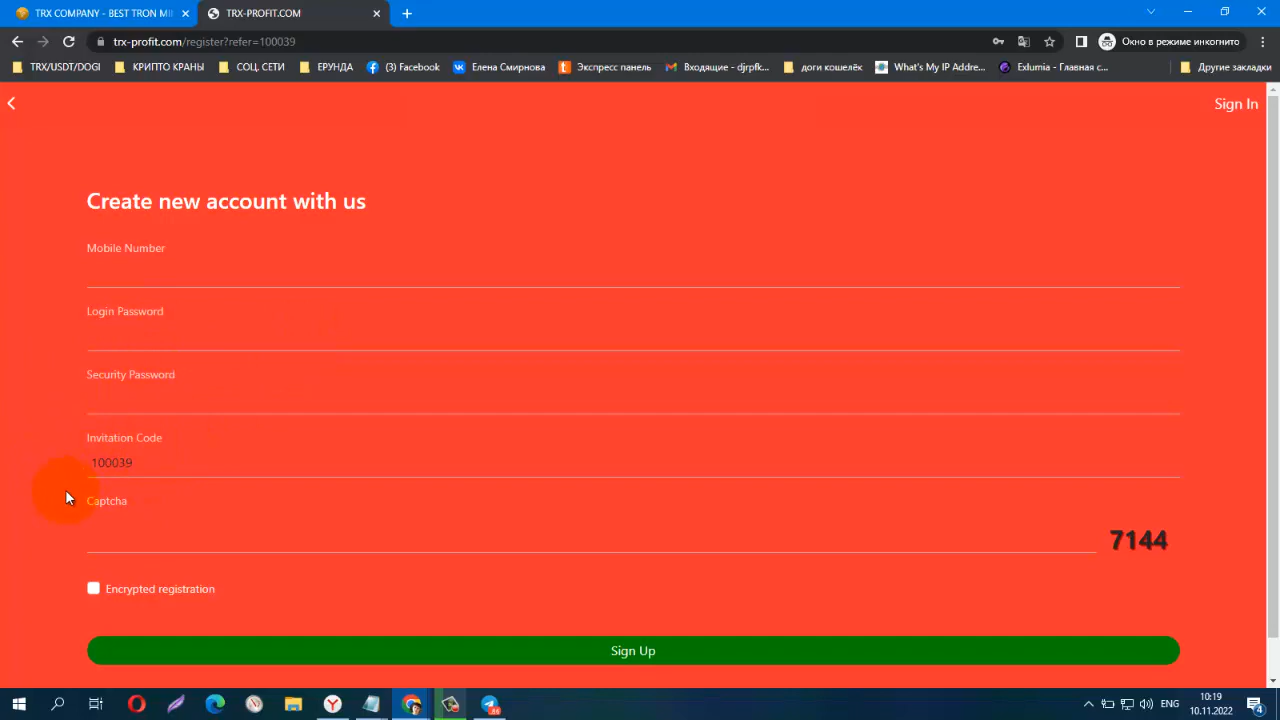 TRX COMPANY - BEST TRON MI
TRX-PROFIT.COM
trx-profit.com/register?refer=100039
Окно в режиме инкогнито
TRX/USDT/DOGI
КРИПТО КРАНЫ
СОЦ. СЕТИ
ЕРУНДА
(3) Facebook
Елена Смирнова
Экспресс панель
Входящие - djrpfk...
доги кошелёк
What's My IP Addre...
Exlumia - Главная с...
Другие закладки
Sign In
Create new account with us
Mobile Number
Login Password
Security Password
Invitation Code
100039
Captcha
7144
Encrypted registration
Sign Up
ENG
10:19
10.11.2022
4